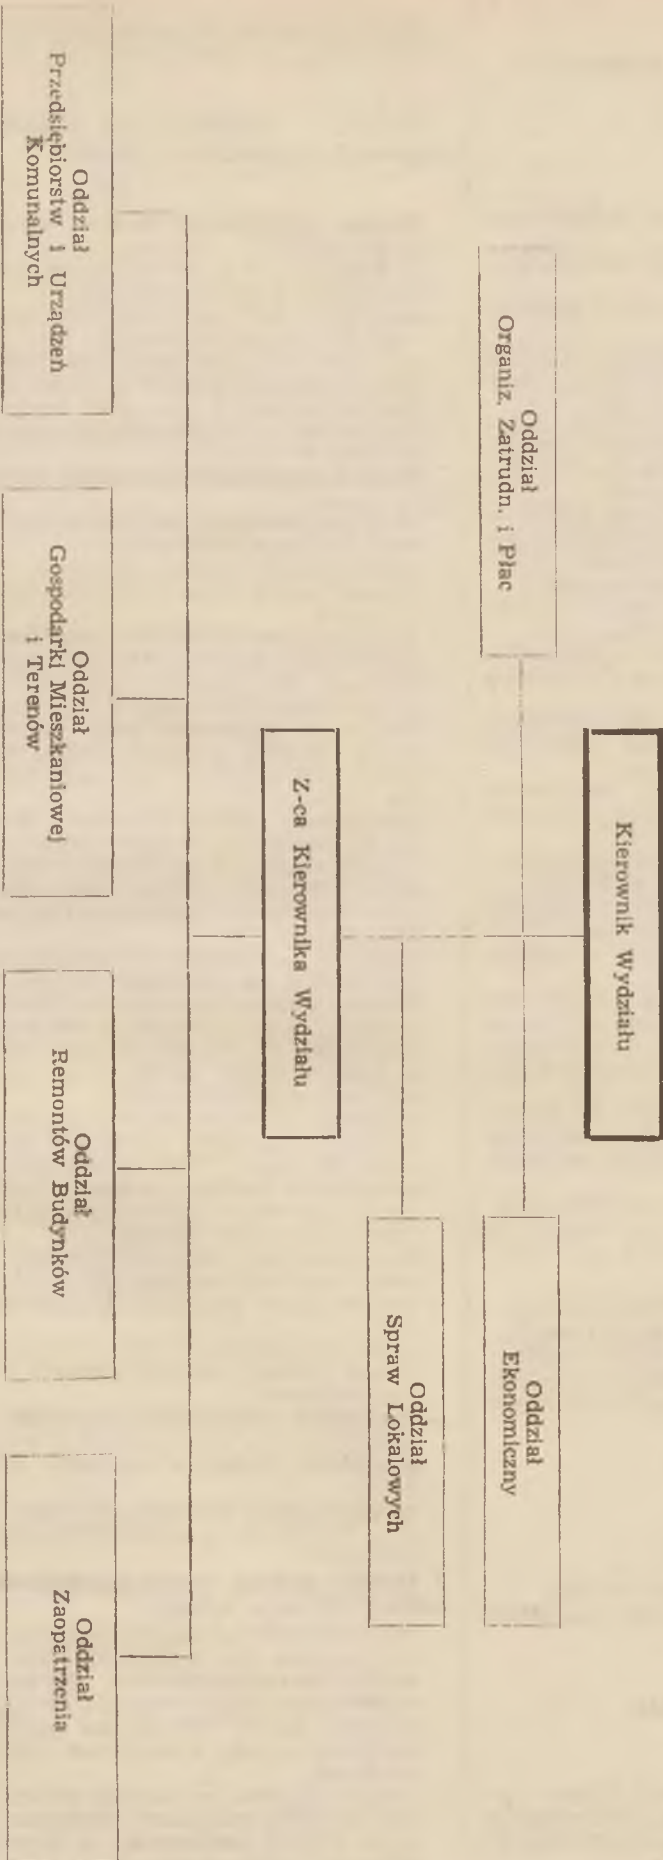 Kierownik Wydziału
Oddział
Organiz. Zatrudn. i Płac
Oddział
Ekonomiczny
Oddział
Spraw Lokalowych
Z-ca Kierownika Wydziału
Oddział
Przedsiębiorstw i Urządzeń
Komunalnych
Oddział
Gospodarki Mieszkaniowej
i Terenów
Oddział
Remontów Budynków
Oddział
Zaopatrzenia